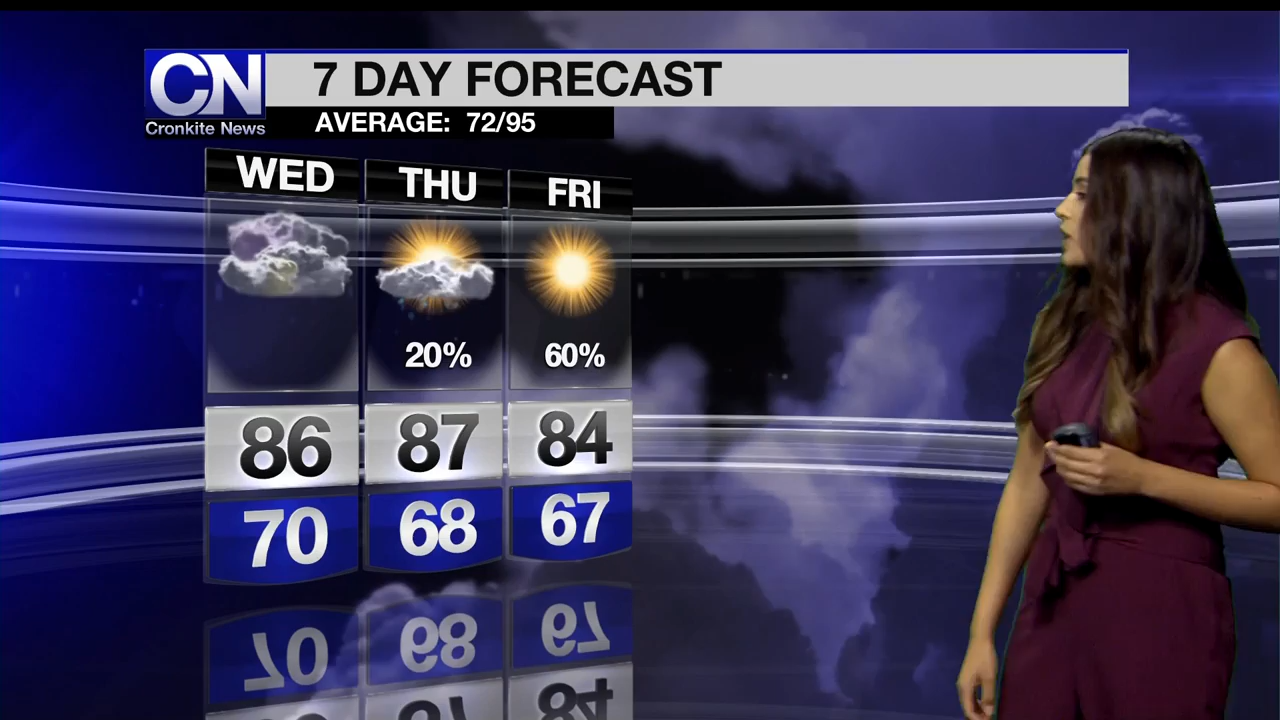 CN
Cronkite News
7 DAY FORECAST
AVERAGE: 72/95
WED THU FRI
20% 60%
86 87 84
70 68 67